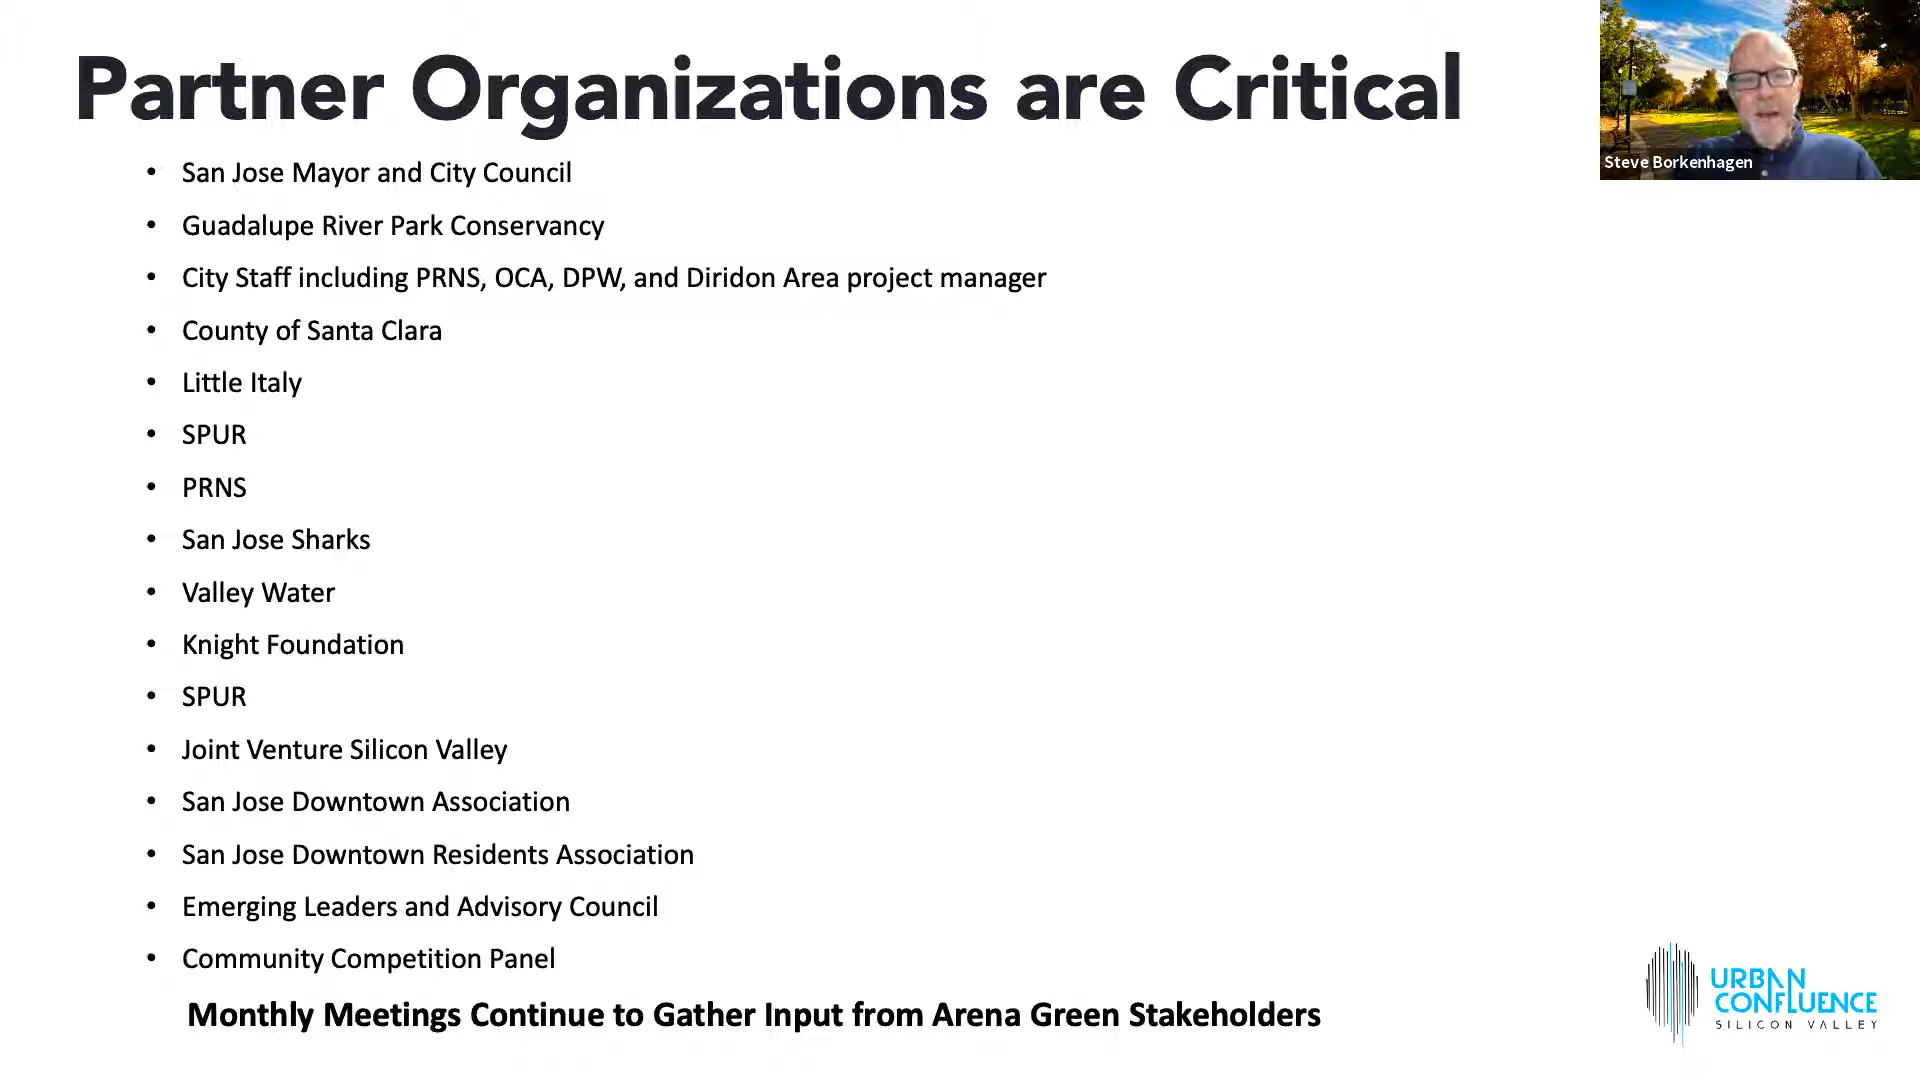 Partner Organizations are Critical
Steve Borkenhagen
• San Jose Mayor and City Council
• Guadalupe River Park Conservancy
• City Staff including PRNS, OCA, DPW, and Diridon Area project manager
• County of Santa Clara
• Little Italy
• SPUR
• PRNS
• San Jose Sharks
• Valley Water
• Knight Foundation
• SPUR
• Joint Venture Silicon Valley
• San Jose Downtown Association
• San Jose Downtown Residents Association
• Emerging Leaders and Advisory Council
• Community Competition Panel
Monthly Meetings Continue to Gather Input from Arena Green Stakeholders
URBAN
CONFLUENCE
SILICON VALLEY